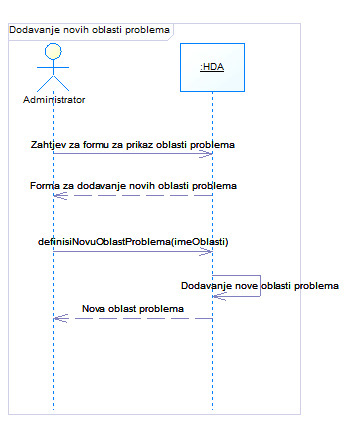 Dodavanje novih oblasti problema
:HDA
Administrator
Zahtjev za formu za prikaz oblasti problema
Forma za dodavanje novih oblasti problema
definisiNovuOblastProblema(imeOblasti)
Dodavanje nove oblasti problema
Nova oblast problema